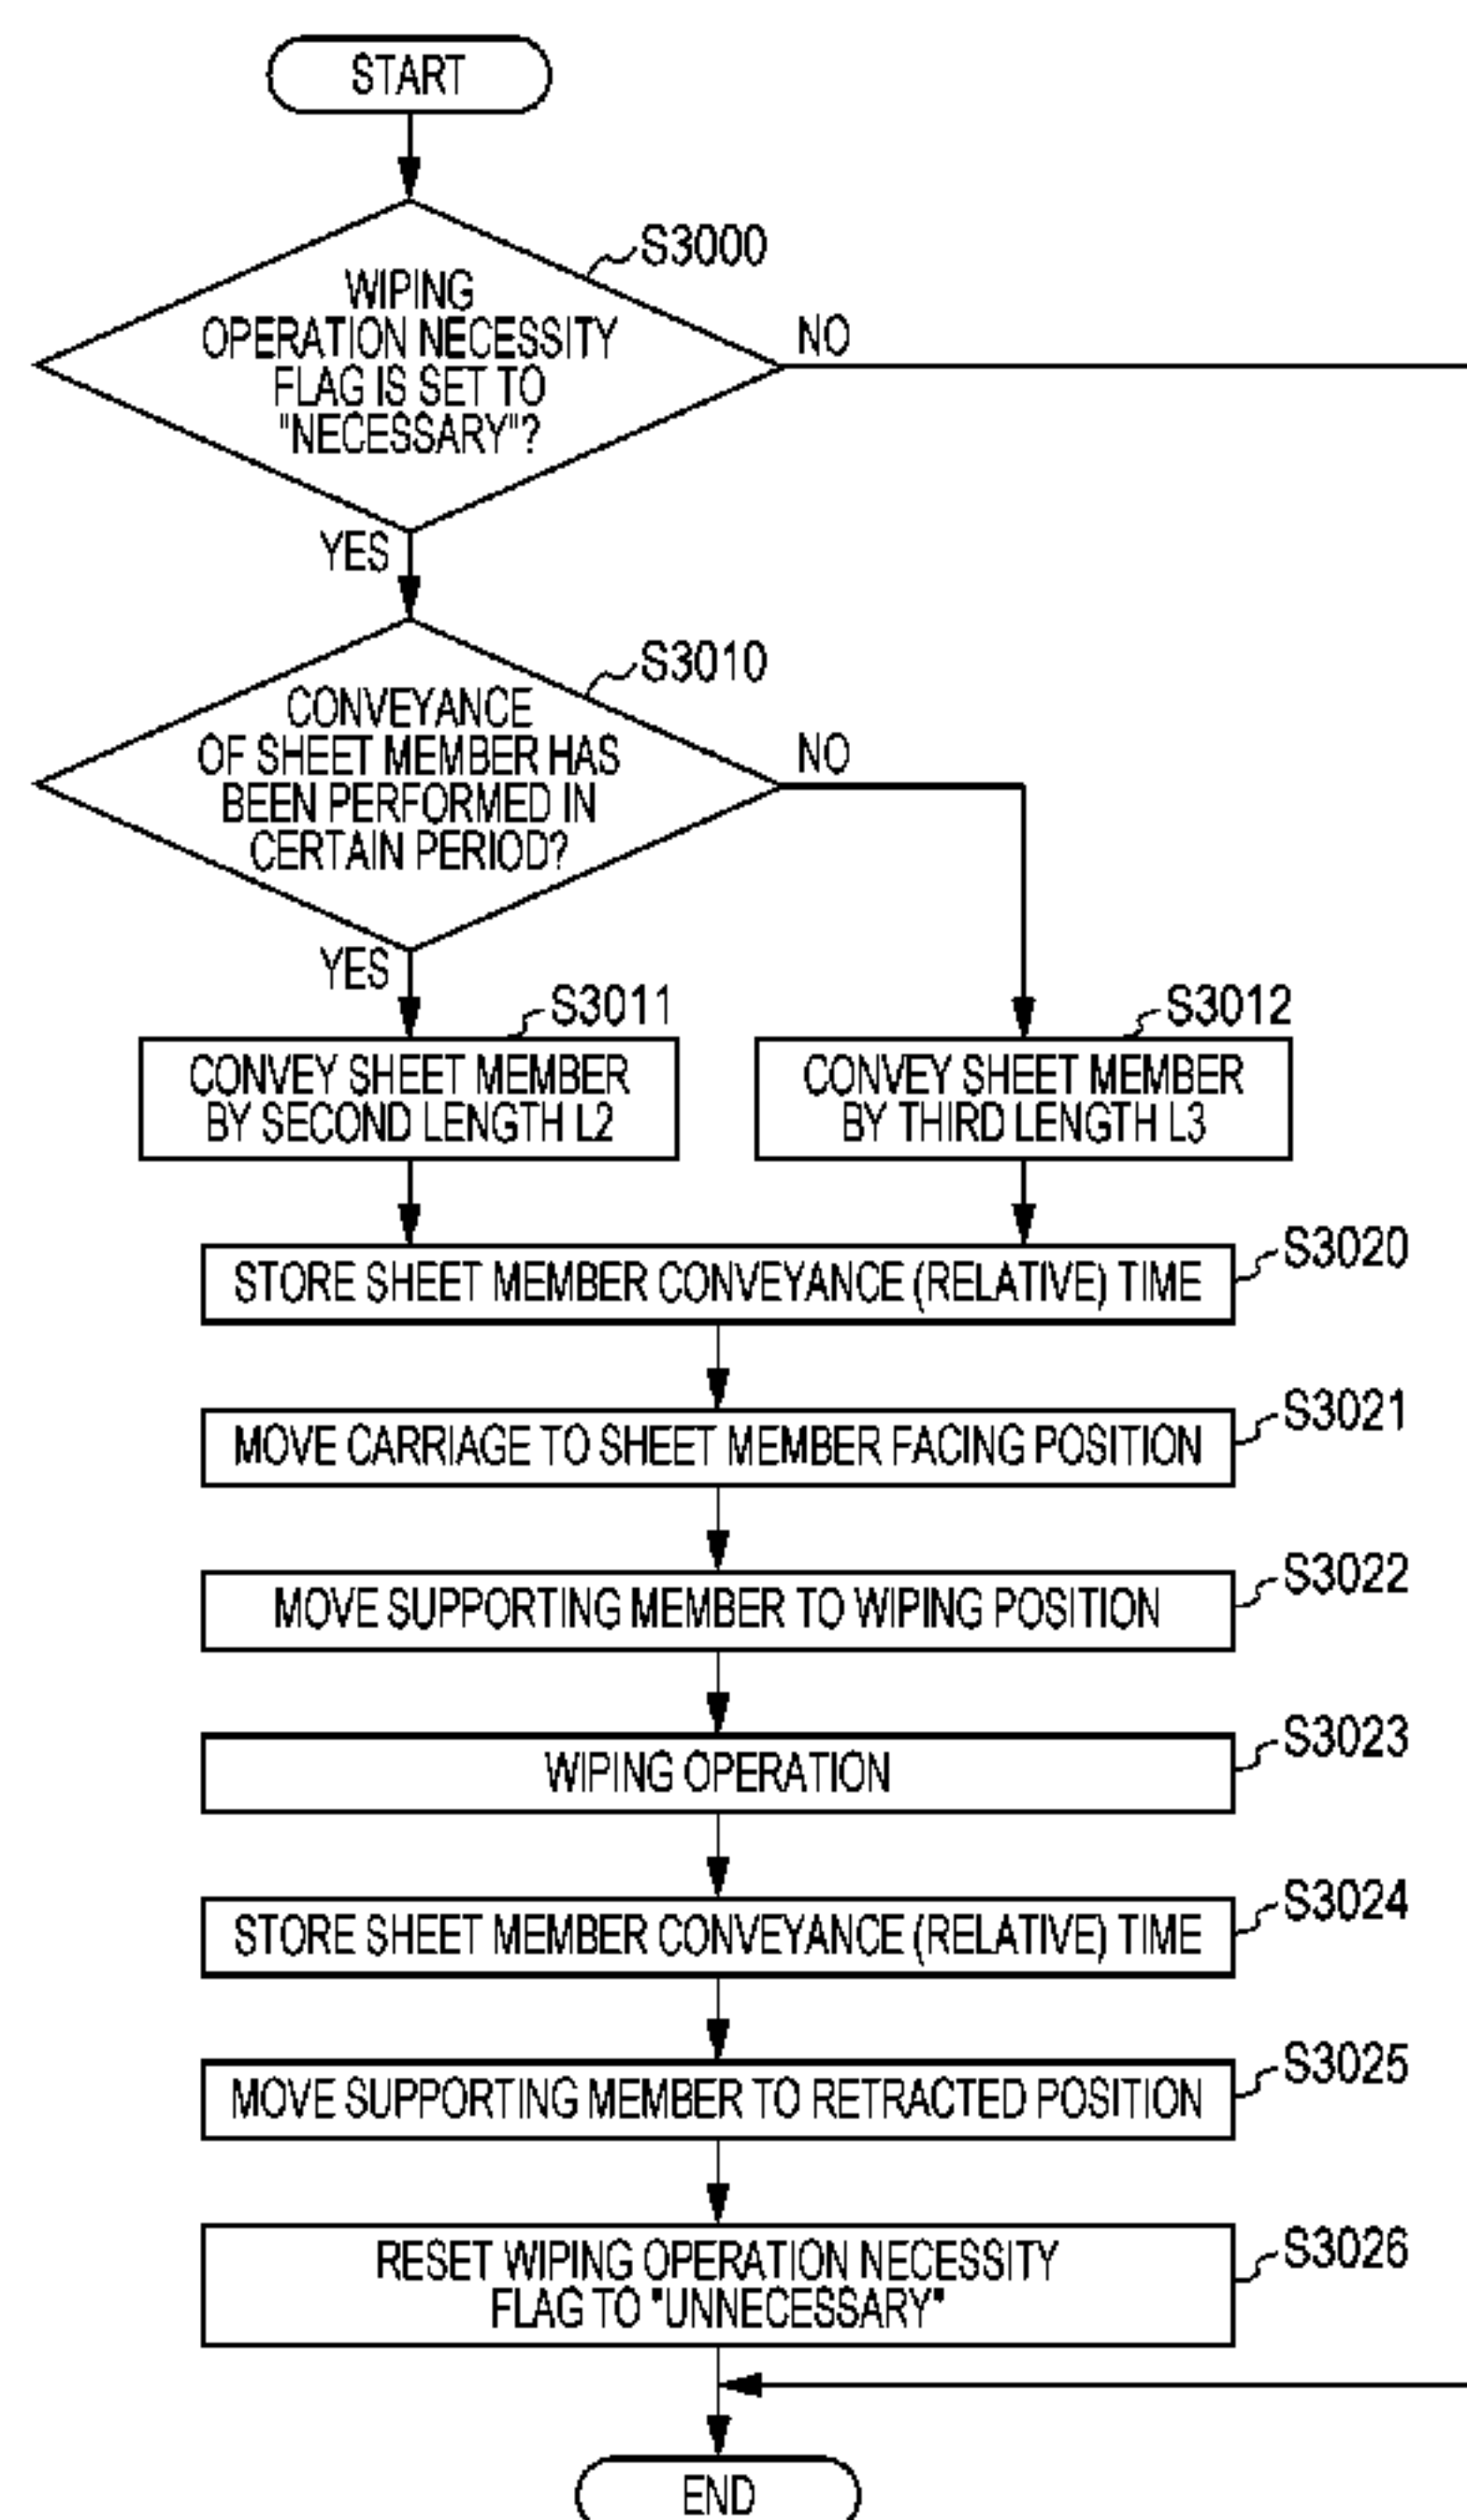 START
S3000
WIPING
OPERATION NECESSITY
FLAG IS SET TO
"NECESSARY"?
NO
YES
S3010
CONVEYANCE
OF SHEET MEMBER HAS
BEEN PERFORMED IN
CERTAIN PERIOD?
NO
YES
S3011
CONVEY SHEET MEMBER
BY SECOND LENGTH L2
S3012
CONVEY SHEET MEMBER
BY THIRD LENGTH L3
S3020
STORE SHEET MEMBER CONVEYANCE (RELATIVE) TIME
S3021
MOVE CARRIAGE TO SHEET MEMBER FACING POSITION
S3022
MOVE SUPPORTING MEMBER TO WIPING POSITION
S3023
WIPING OPERATION
S3024
STORE SHEET MEMBER CONVEYANCE (RELATIVE) TIME
S3025
MOVE SUPPORTING MEMBER TO RETRACTED POSITION
S3026
RESET WIPING OPERATION NECESSITY
FLAG TO "UNNECESSARY"
END